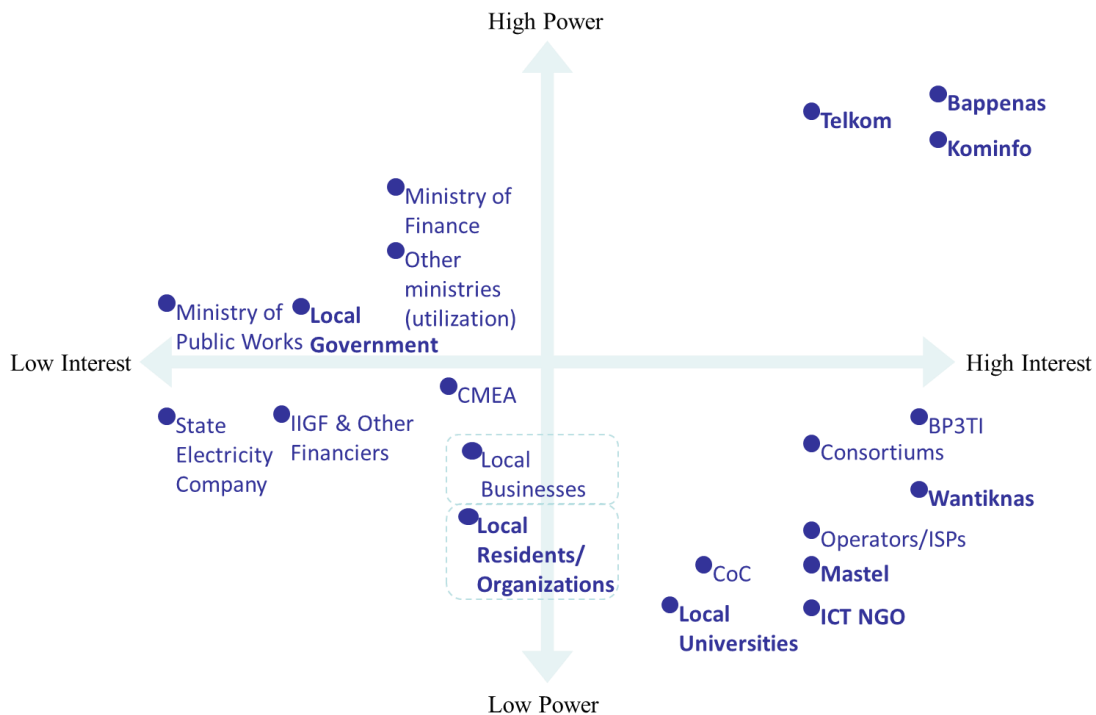 High Power
Bappenas
Telkom
Kominfo
Ministry of
Finance
Other
ministries
(utilization)
Ministry of
Public Works
Local
Government
Low Interest
High Interest
CMEA
State
Electricity
Company
IIGF & Other
Financiers
BP3TI
Consortiums
Local
Businesses
Wantiknas
Local
Residents/
Organizations
Operators/ISPs
CoC
Mastel
Local
Universities
ICT NGO
Low Power